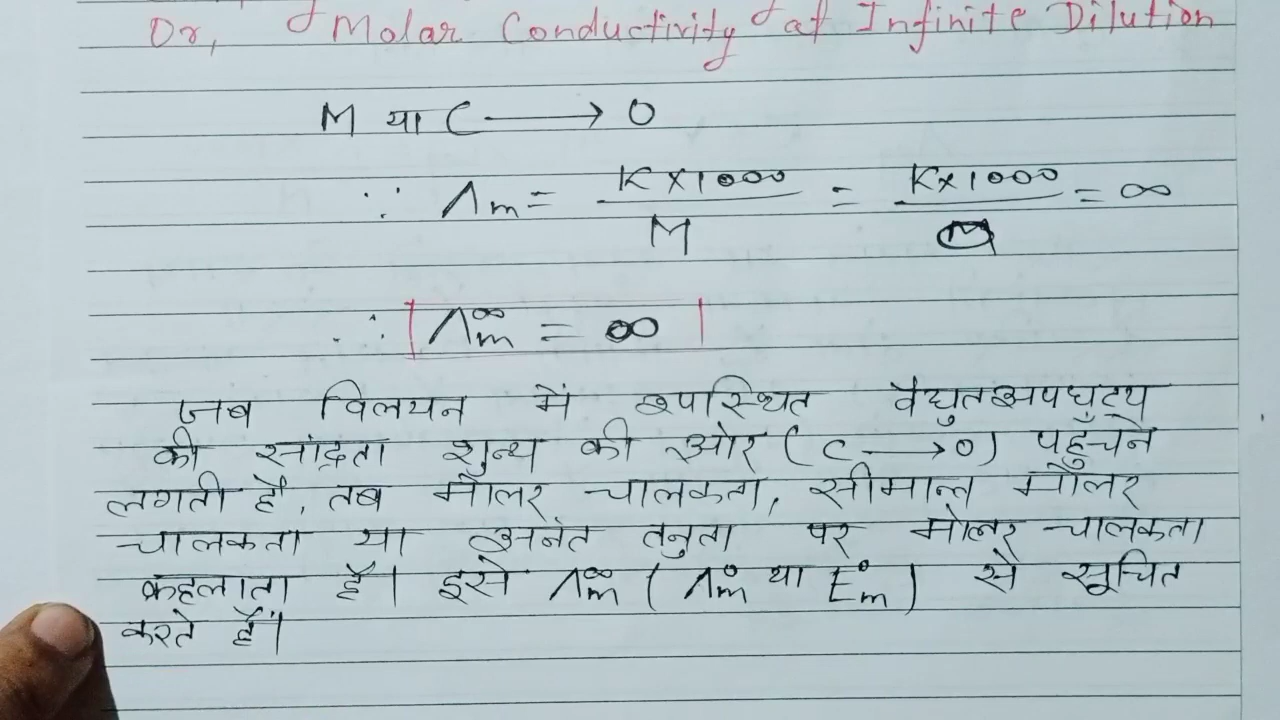 Or, Molar Conductivity at Infinite Dilution
M या C ⟶ 0
∵ Λm = K×1000/M = K×1000/M = ∞
∴ Λm^∞ = ∞
जब विलयन में उपस्थित वैद्युतअपघट्य
की सांद्रता शुन्य की ओर (C ⟶ 0) पहुँचने
लगती है, तब मोलर चालकता, सीमान्त मोलर
चालकता या अनंत तनुता पर मोलर चालकता
कहलाता है। इसे Λm^∞ (Λm° या Em°) से सूचित
करते हैं।